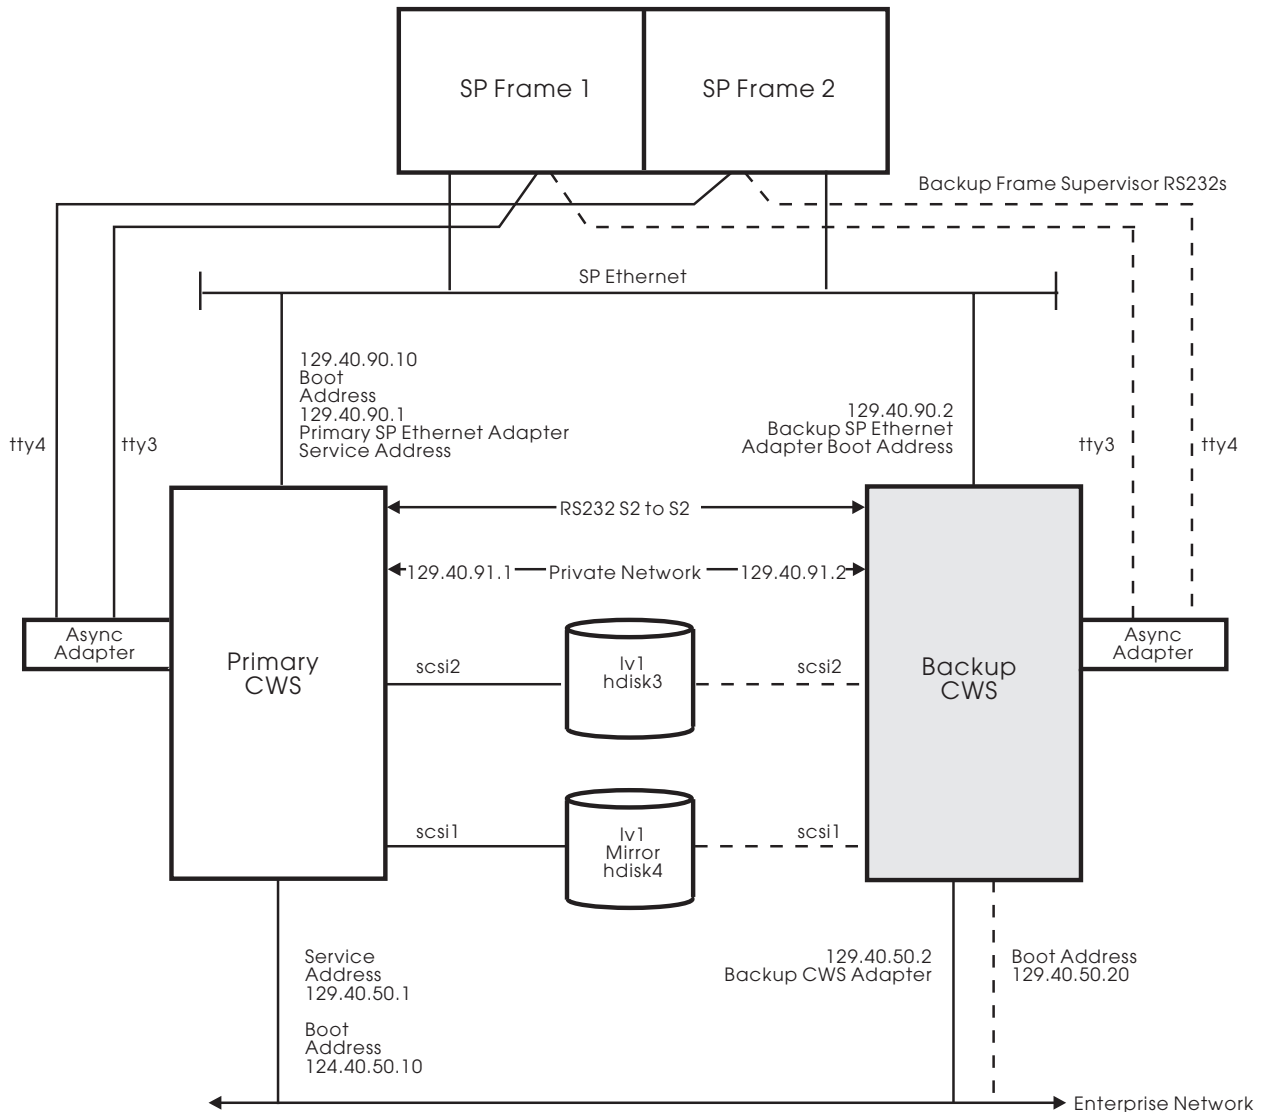 SP Frame 1
SP Frame 2
Backup Frame Supervisor RS232s
SP Ethernet
129.40.90.10
Boot
Address
129.40.90.1
Primary SP Ethernet Adapter
Service Address
129.40.90.2
Backup SP Ethernet
Adapter Boot Address
tty4
tty3
tty3
tty4
RS232 S2 to S2
129.40.91.1
Private Network
129.40.91.2
Async
Adapter
Primary
CWS
scsi2
lv1
hdisk3
scsi2
Backup
CWS
Async
Adapter
scsi1
lv1
Mirror
hdisk4
scsi1
Service
Address
129.40.50.1
Boot
Address
124.40.50.10
129.40.50.2
Backup CWS Adapter
Boot Address
129.40.50.20
Enterprise Network